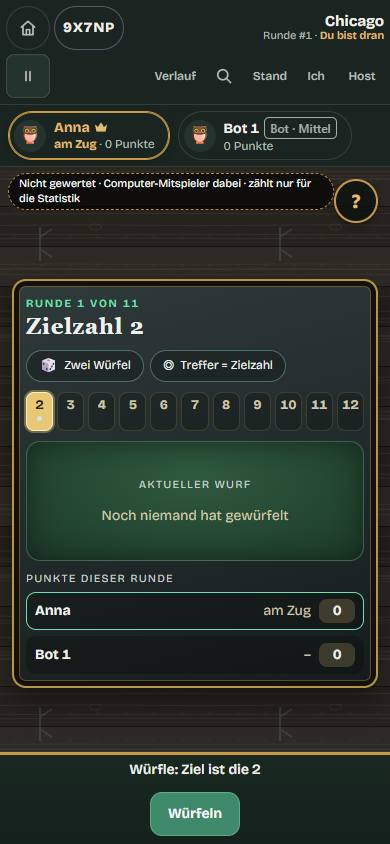 9X7NP
Chicago
Runde #1 · Du bist dran
Verlauf
Stand
Ich
Host
Anna
am Zug · 0 Punkte
Bot 1 Bot · Mittel
0 Punkte
Nicht gewertet · Computer-Mitspieler dabei · zählt nur für
die Statistik
?
RUNDE 1 VON 11
Zielzahl 2
Zwei Würfel
Treffer = Zielzahl
2 3 4 5 6 7 8 9 10 11 12
AKTUELLER WURF
Noch niemand hat gewürfelt
PUNKTE DIESER RUNDE
Anna am Zug 0
Bot 1 – 0
Würfle: Ziel ist die 2
Würfeln